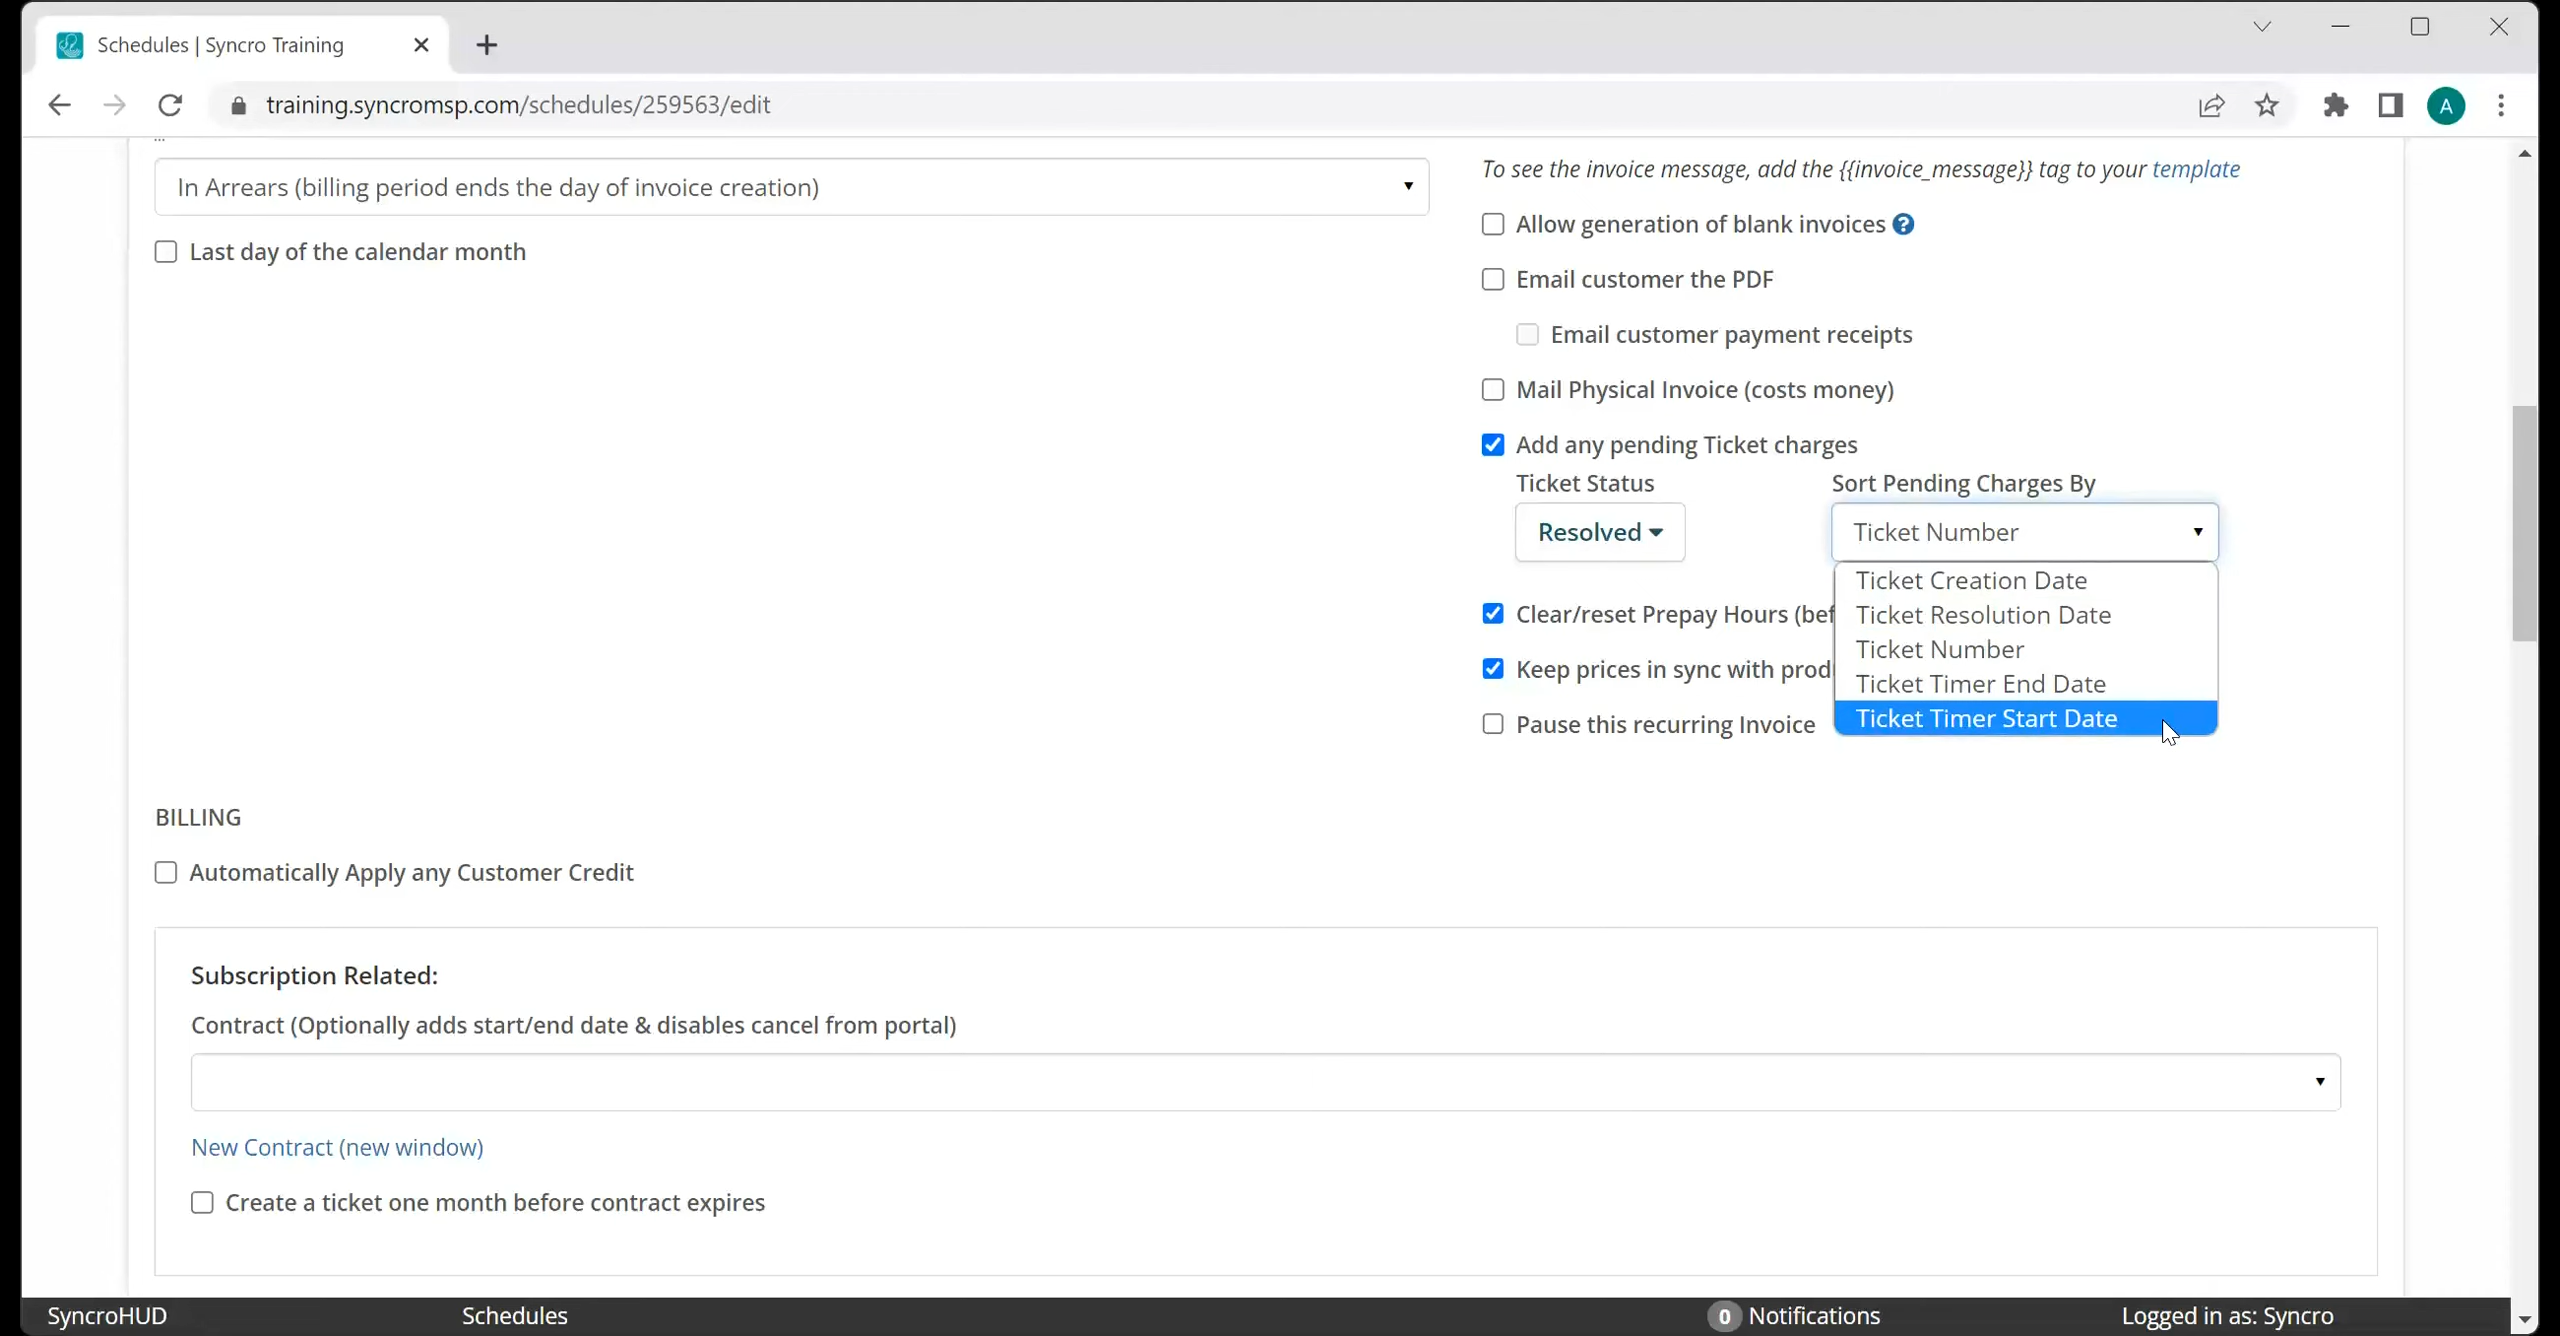 Schedules | Syncro Training
training.syncromsp.com/schedules/259563/edit
A
In Arrears (billing period ends the day of invoice creation)
Last day of the calendar month
To see the invoice message, add the {{invoice_message}} tag to your template
Allow generation of blank invoices ?
Email customer the PDF
Email customer payment receipts
Mail Physical Invoice (costs money)
Add any pending Ticket charges
Ticket Status
Sort Pending Charges By
Resolved
Ticket Number
Ticket Creation Date
Ticket Resolution Date
Ticket Number
Ticket Timer End Date
Ticket Timer Start Date
Clear/reset Prepay Hours (bef
Keep prices in sync with prod
Pause this recurring Invoice
BILLING
Automatically Apply any Customer Credit
Subscription Related:
Contract (Optionally adds start/end date & disables cancel from portal)
New Contract (new window)
Create a ticket one month before contract expires
SyncroHUD
Schedules
0 Notifications
Logged in as: Syncro